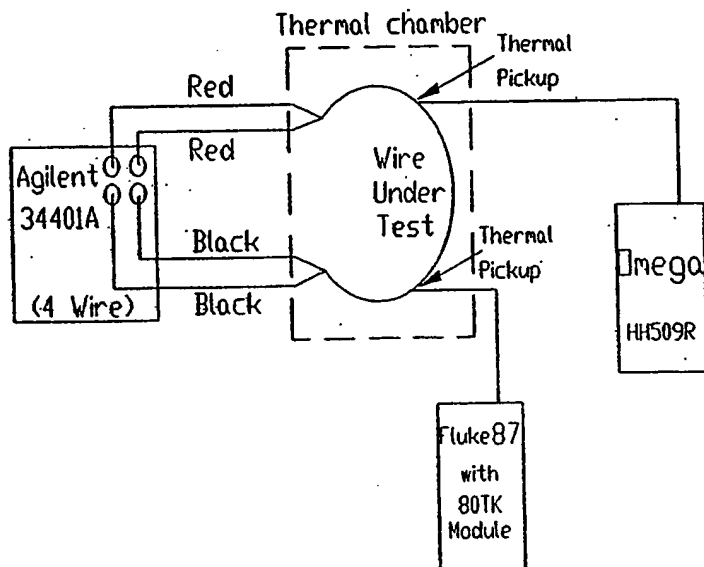 Thermal chamber
Thermal
Pickup
Red
Red
Agilent
34401A
(4 Wire)
Wire
Under
Test
Black
Black
Thermal
Pickup
Omega
HH509R
Fluke87
with
80TK
Module